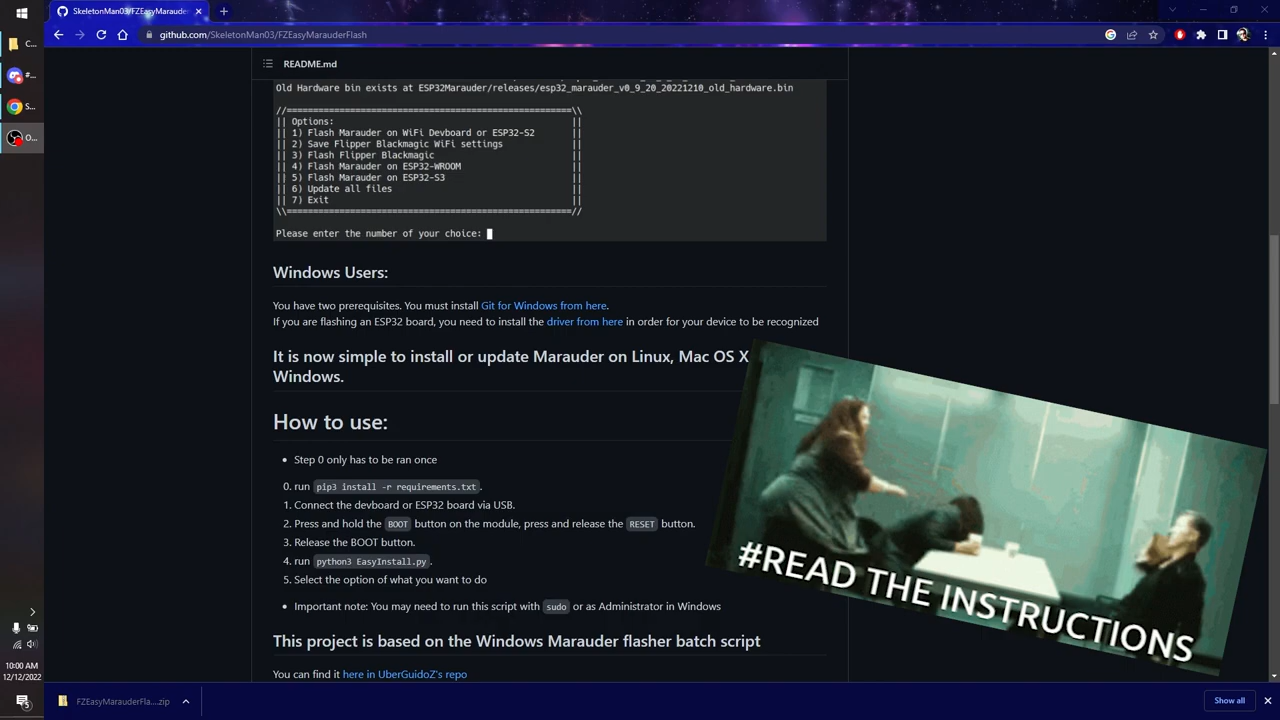 SkeletonMan03/FZEasyMarauder
github.com/SkeletonMan03/FZEasyMarauderFlash
C...
#...
S...
O...
README.md
Old Hardware bin exists at ESP32Marauder/releases/esp32_marauder_v0_9_20_20221210_old_hardware.bin
//====================================================\\
|| Options: ||
|| 1) Flash Marauder on WiFi Devboard or ESP32-S2 ||
|| 2) Save Flipper Blackmagic WiFi settings ||
|| 3) Flash Flipper Blackmagic ||
|| 4) Flash Marauder on ESP32-WROOM ||
|| 5) Flash Marauder on ESP32-S3 ||
|| 6) Update all files ||
|| 7) Exit ||
\\====================================================//
Please enter the number of your choice:
Windows Users:
You have two prerequisites. You must install Git for Windows from here.
If you are flashing an ESP32 board, you need to install the driver from here in order for your device to be recognized
It is now simple to install or update Marauder on Linux, Mac OS X
Windows.
How to use:
• Step 0 only has to be ran once
0. run pip3 install -r requirements.txt.
1. Connect the devboard or ESP32 board via USB.
2. Press and hold the BOOT button on the module, press and release the RESET button.
3. Release the BOOT button.
4. run python3 EasyInstall.py.
5. Select the option of what you want to do
• Important note: You may need to run this script with sudo or as Administrator in Windows
This project is based on the Windows Marauder flasher batch script
You can find it here in UberGuidoZ's repo
#READ THE INSTRUCTIONS
10:00 AM
12/12/2022
FZEasyMarauderFla....zip
Show all